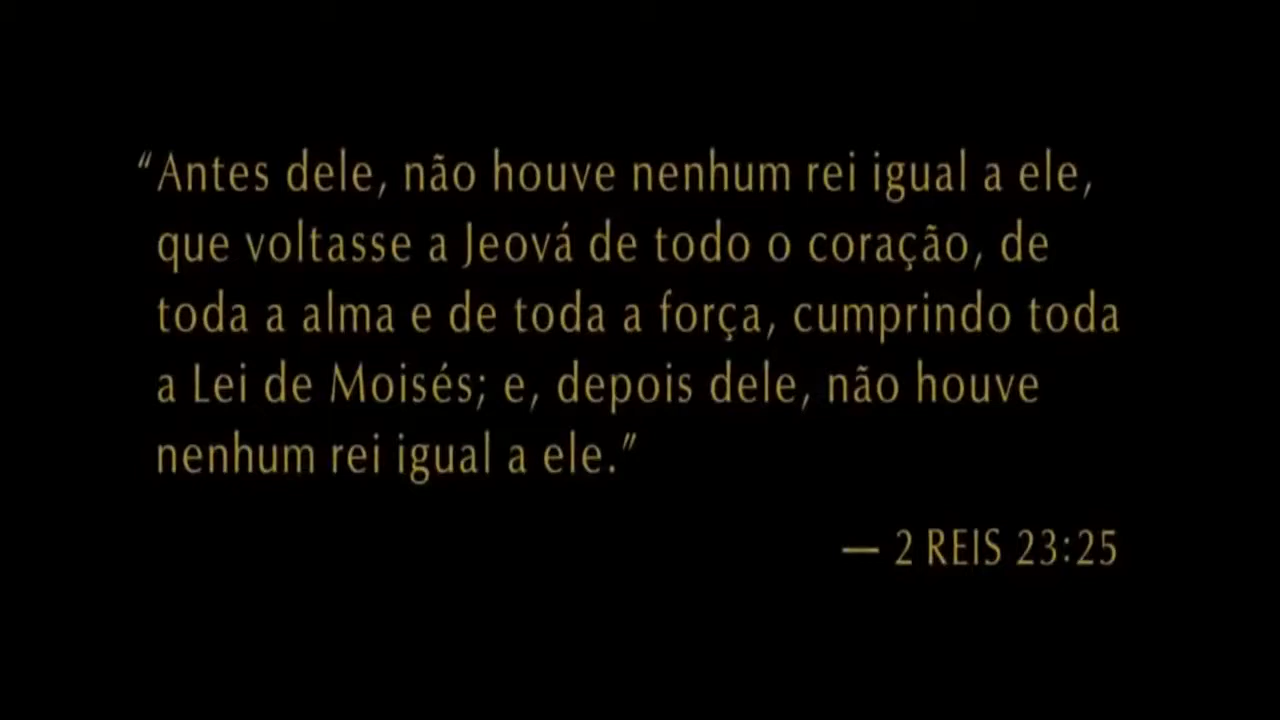 “Antes dele, não houve nenhum rei igual a ele,
que voltasse a Jeová de todo o coração, de
toda a alma e de toda a força, cumprindo toda
a Lei de Moisés; e, depois dele, não houve
nenhum rei igual a ele.”
— 2 REIS 23:25